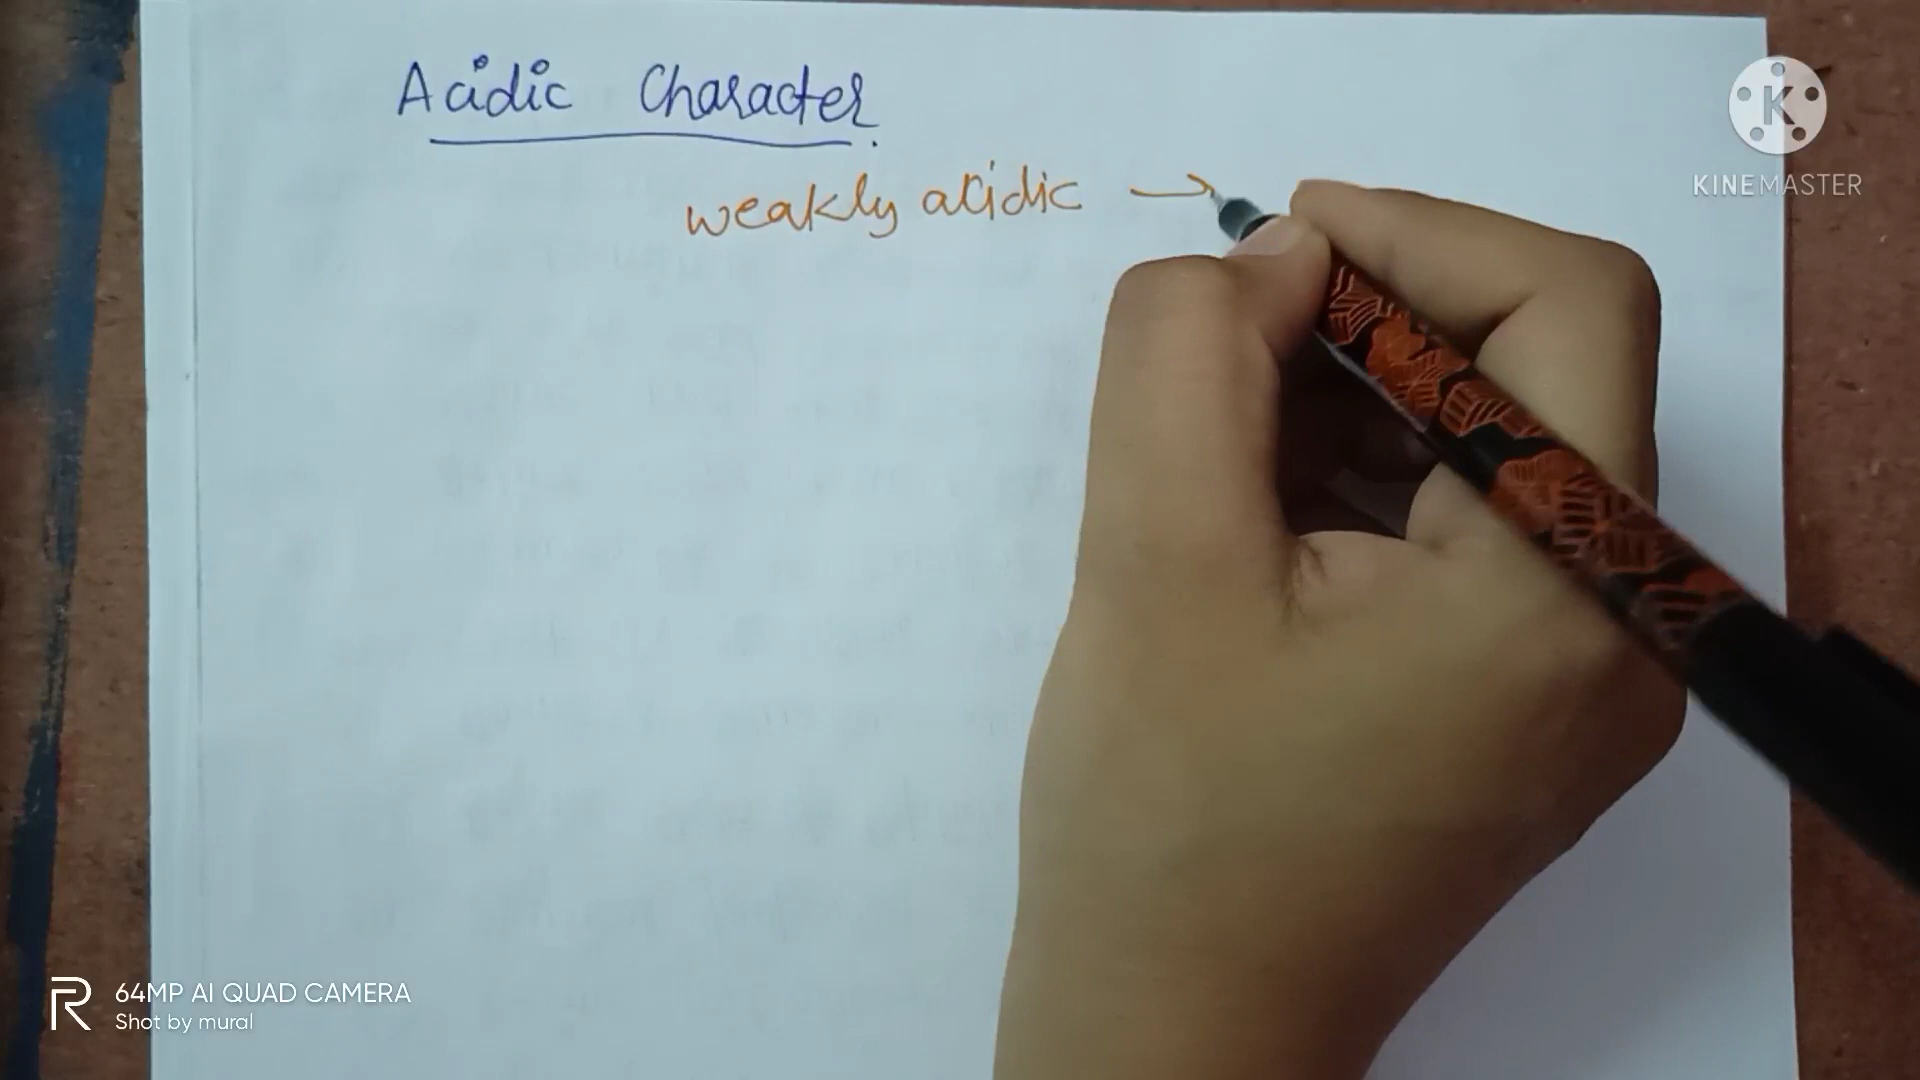 Acidic Character.
weakly acidic →
K
KINEMASTER
R 64MP AI QUAD CAMERA
Shot by mural